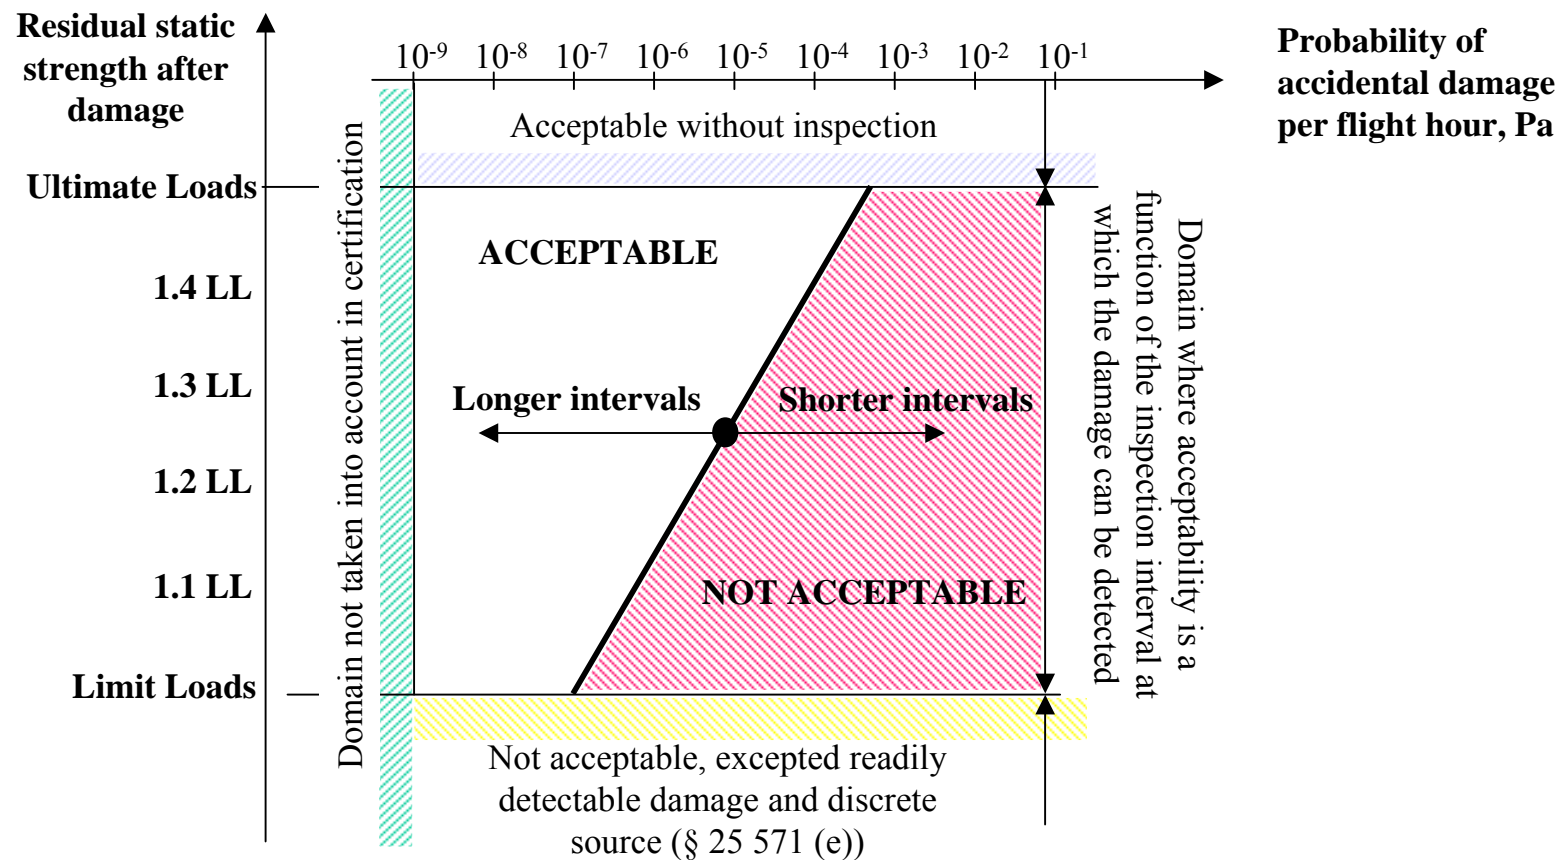 Residual static
strength after
damage
10-9 10-8 10-7 10-6 10-5 10-4 10-3 10-2 10-1
Probability of
accidental damage
per flight hour, Pa
Acceptable without inspection
Ultimate Loads
1.4 LL
1.3 LL
1.2 LL
1.1 LL
Limit Loads
Domain not taken into account in certification
ACCEPTABLE
Longer intervals
Shorter intervals
NOT ACCEPTABLE
Domain where acceptability is a
function of the inspection interval at
which the damage can be detected
Not acceptable, excepted readily
detectable damage and discrete
source (§ 25 571 (e))